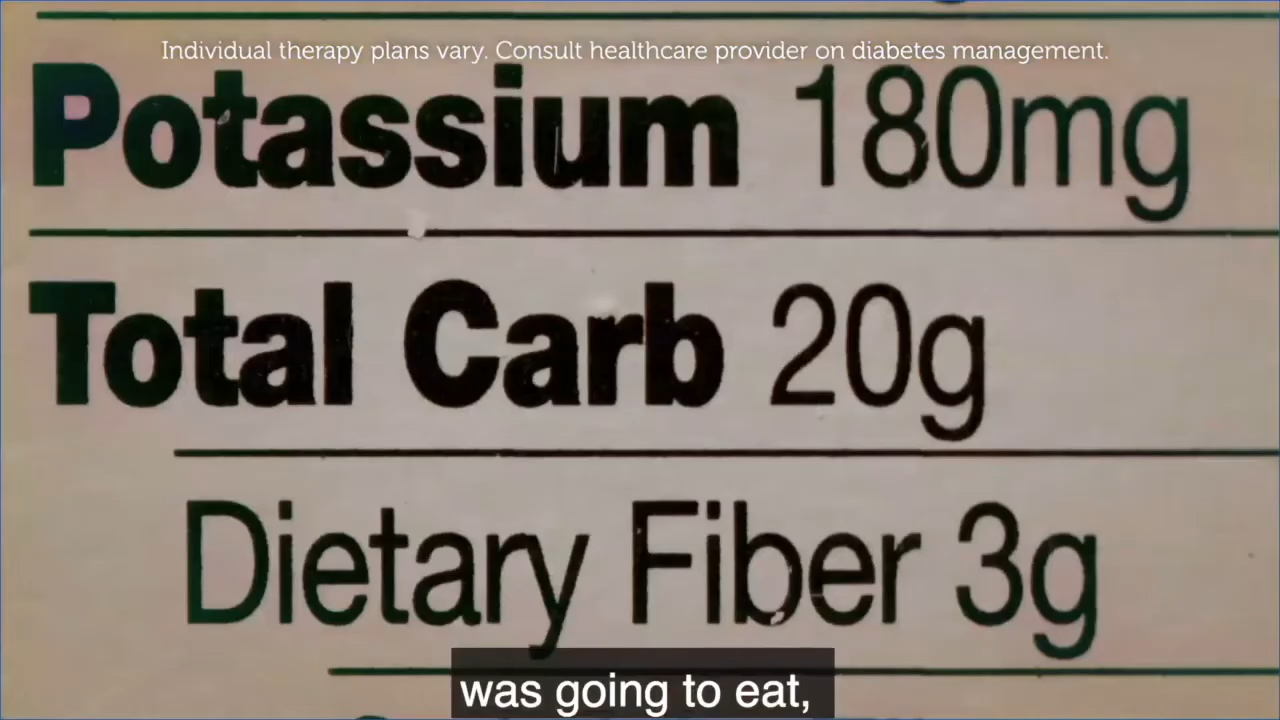 Individual therapy plans vary. Consult healthcare provider on diabetes management.
Potassium 180mg
Total Carb 20g
Dietary Fiber 3g
was going to eat,